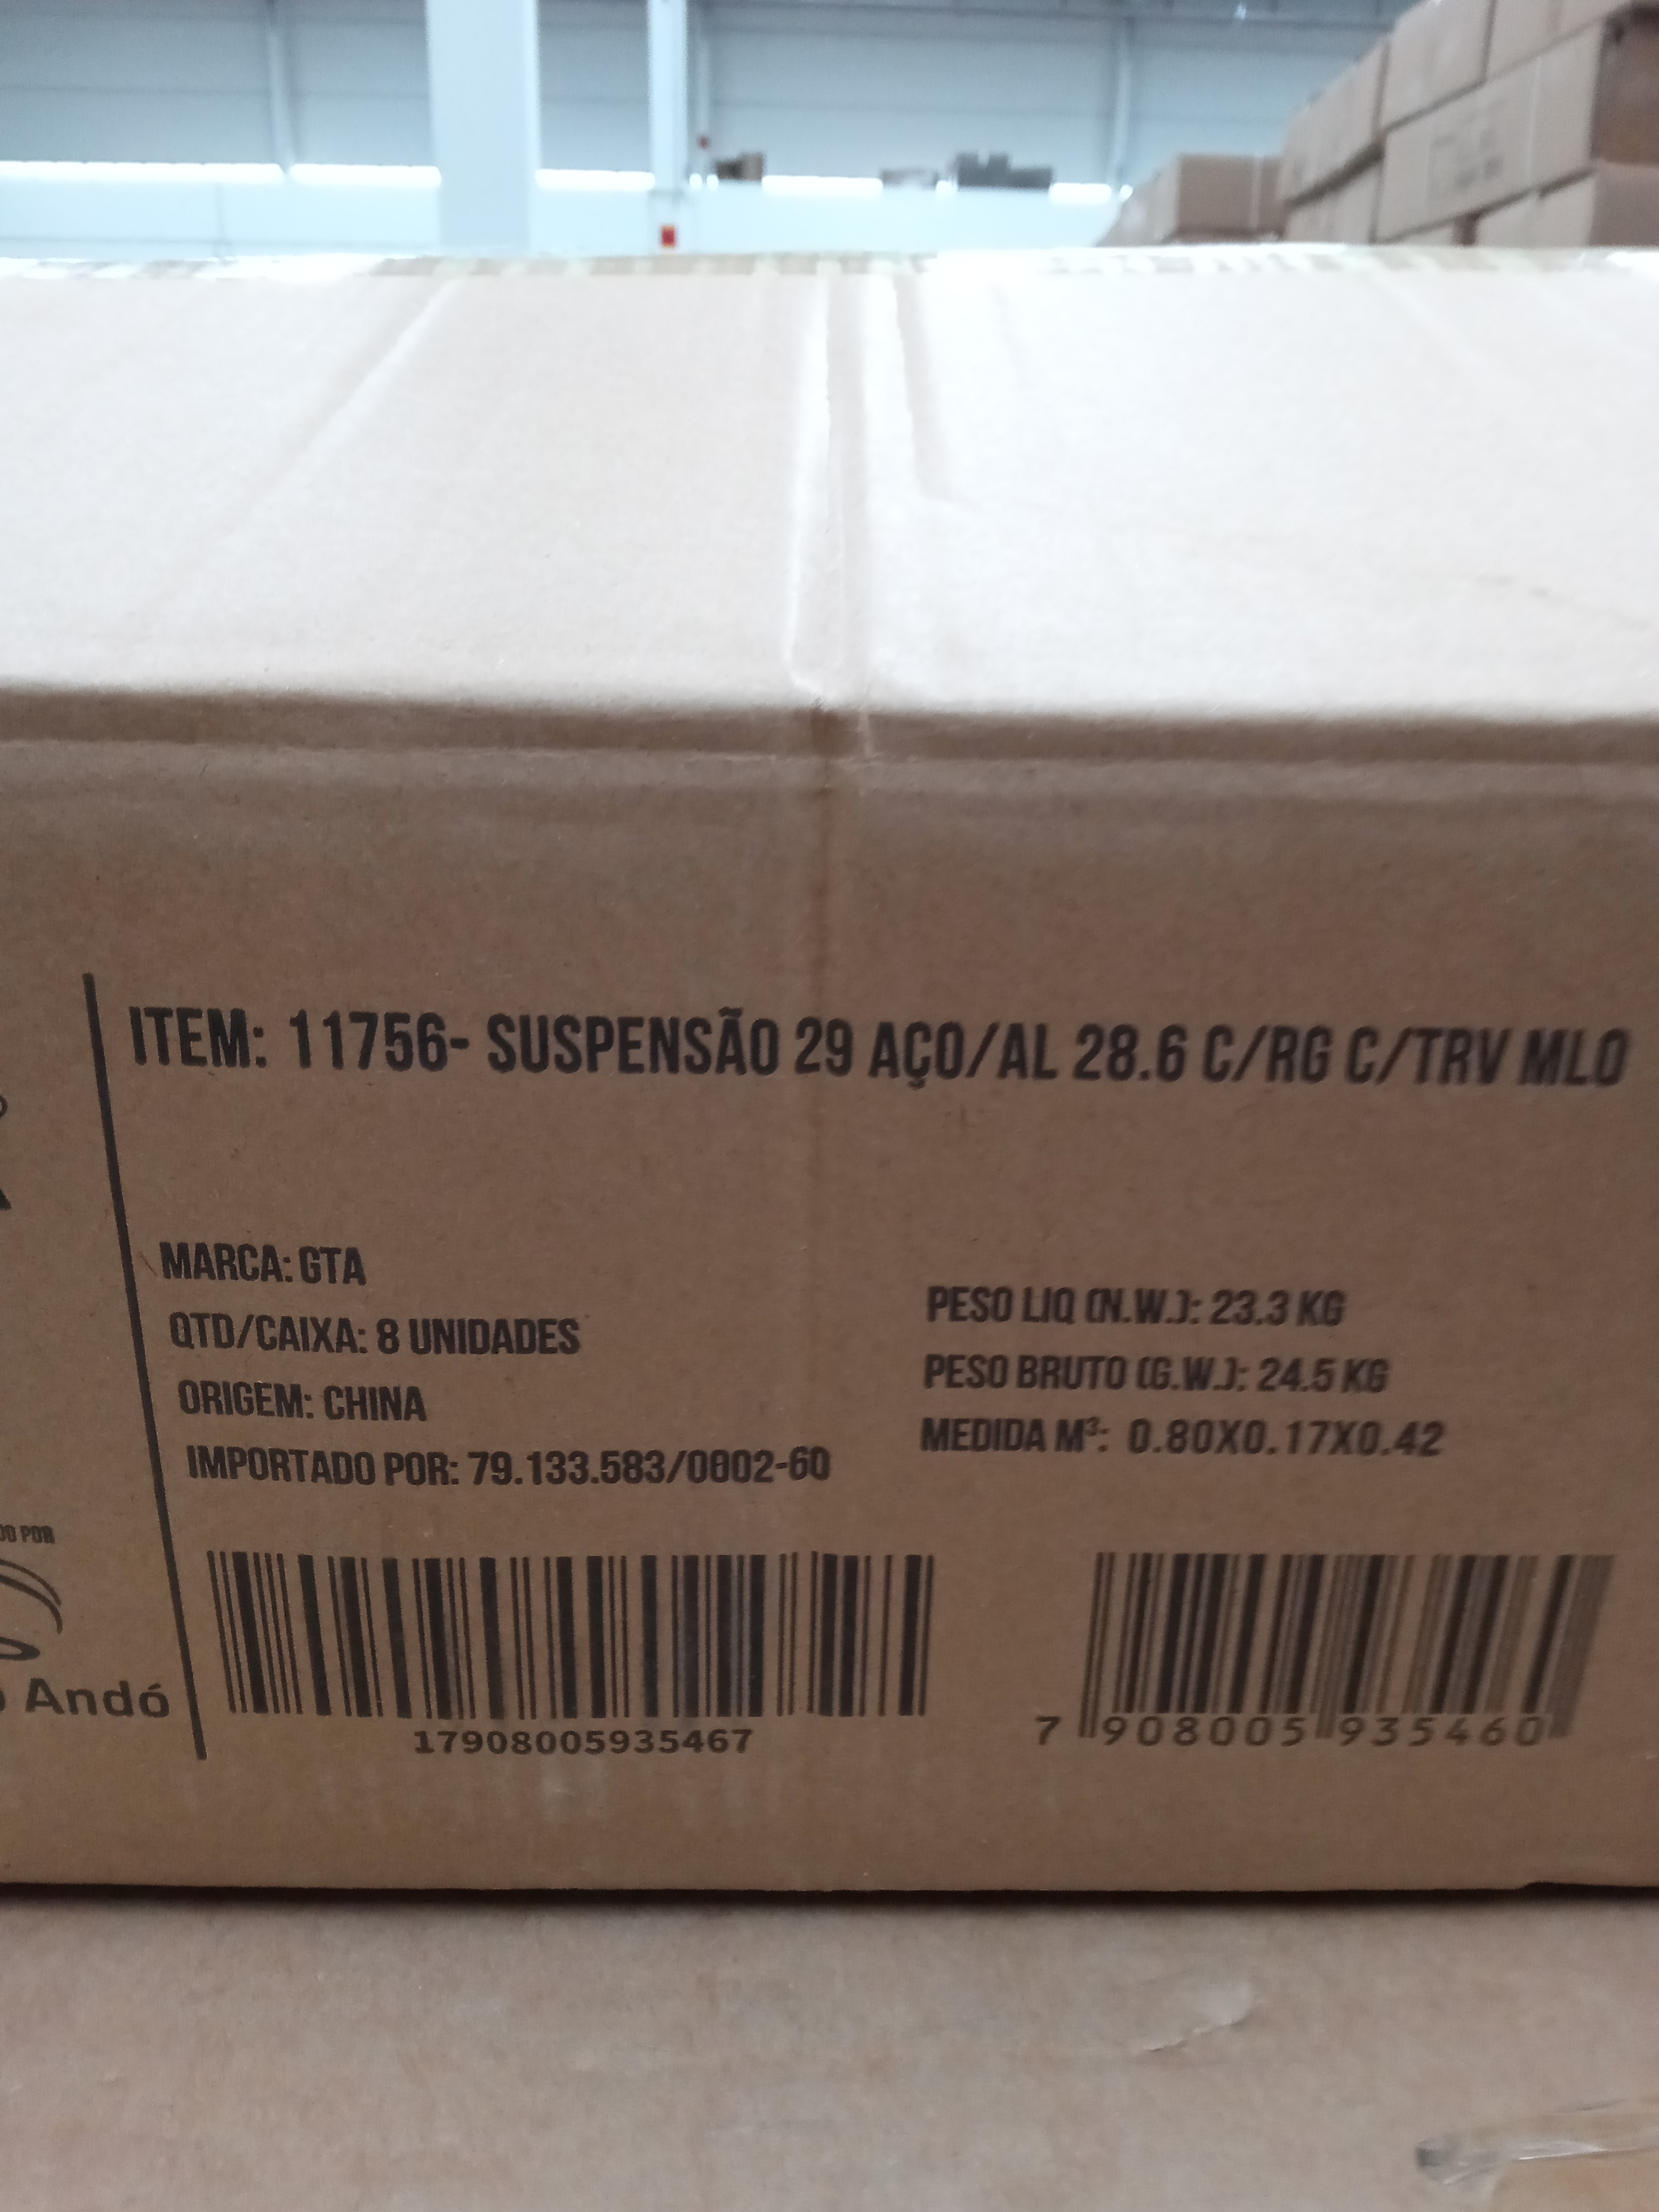 ITEM: 11756- SUSPENSÃO 29 AÇO/AL 28.6 C/RG C/TRV MLO
MARCA: GTA
QTD/CAIXA: 8 UNIDADES
ORIGEM: CHINA
IMPORTADO POR: 79.133.583/0002-60
PESO LIQ (N.W.): 23.3 KG
PESO BRUTO (G.W.): 24.5 KG
MEDIDA M³: 0.80X0.17X0.42
POR
Andó
17908005935467
7 908005 935460